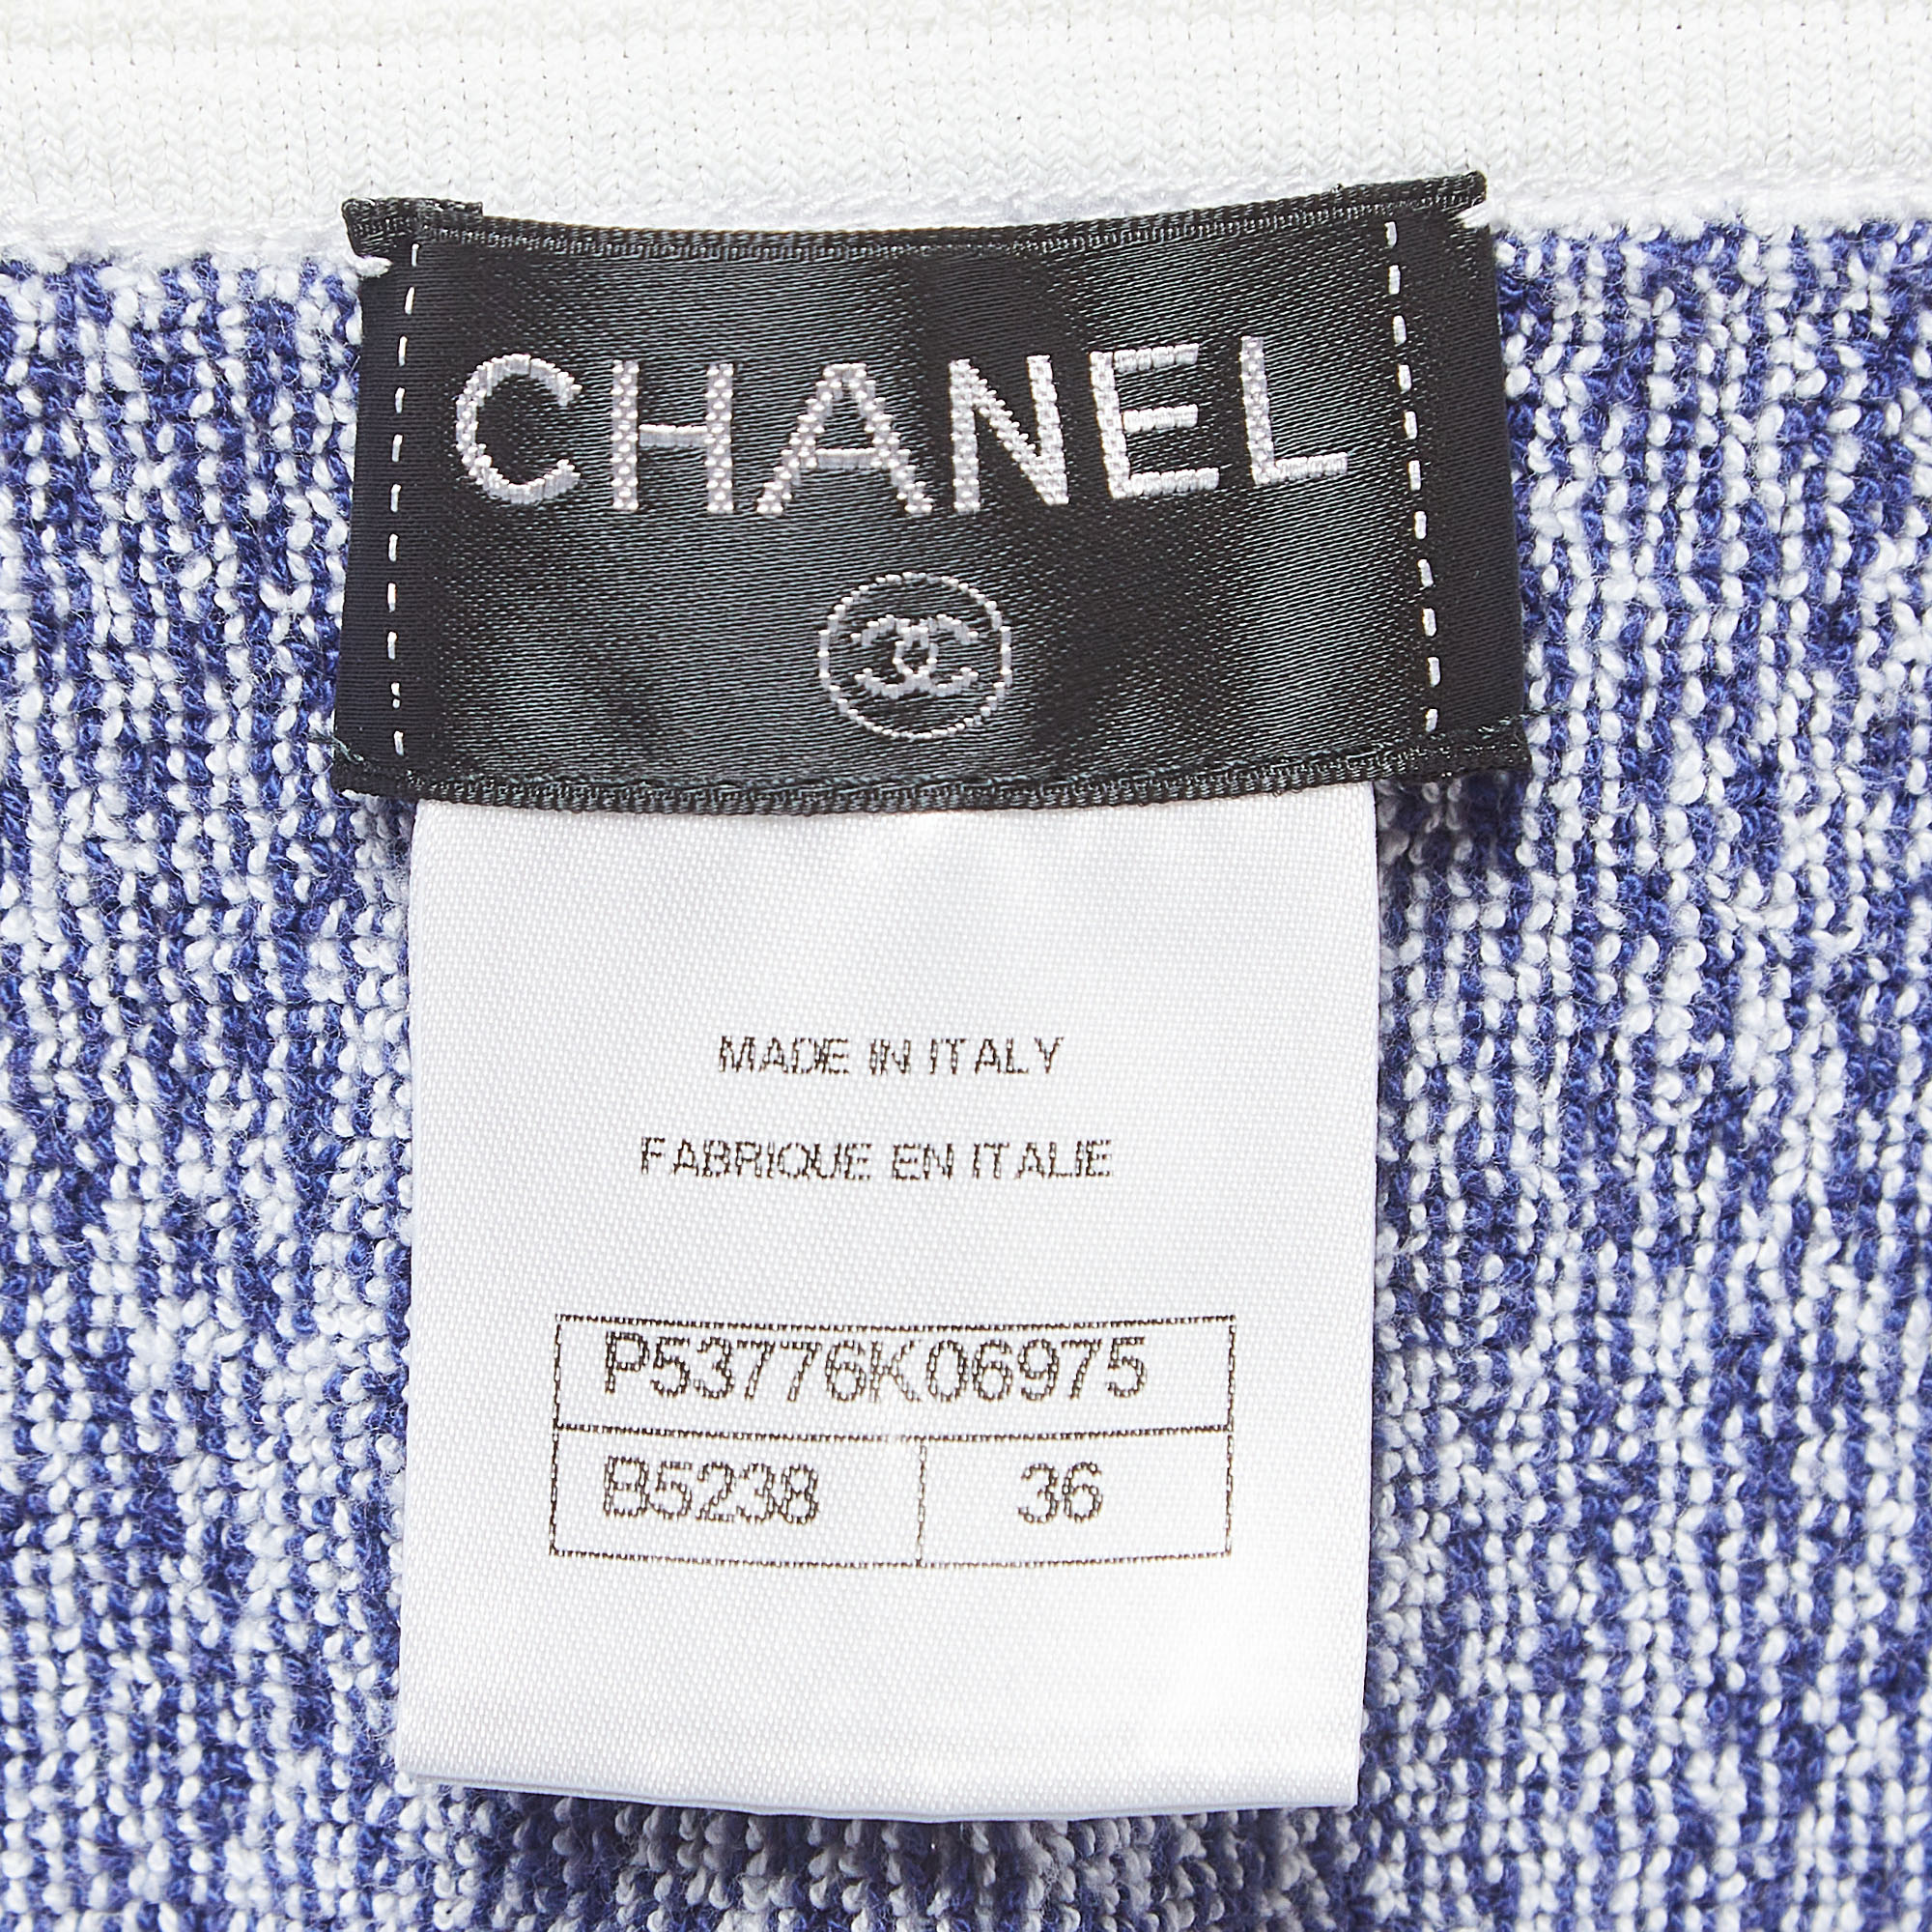 CHANEL
MADE IN ITALY
FABRIQUE EN ITALIE
P53776K06975
B5238 36